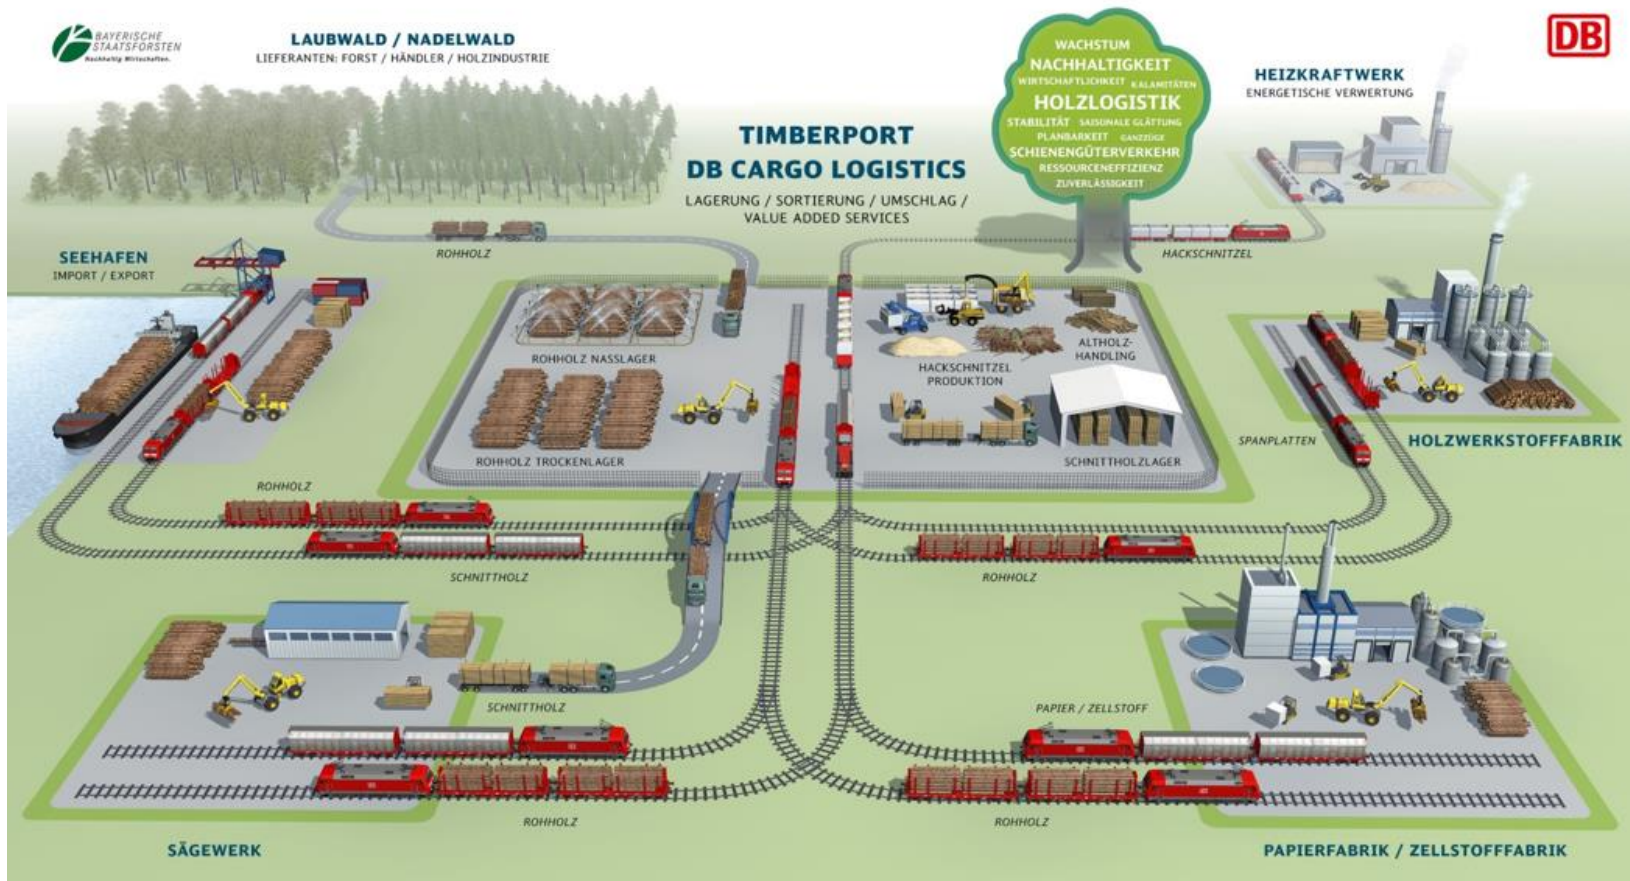 BAYERISCHE
STAATSFORSTEN
Nachhaltig Wirtschaften.
LAUBWALD / NADELWALD
LIEFERANTEN: FORST / HÄNDLER / HOLZINDUSTRIE
WACHSTUM
NACHHALTIGKEIT
WIRTSCHAFTLICHKEIT KALAMITÄTEN
HOLZLOGISTIK
STABILITÄT SAISONALE GLÄTTUNG
PLANBARKEIT GANZZÜGE
SCHIENENGÜTERVERKEHR
RESSOURCENEFFIZIENZ
ZUVERLÄSSIGKEIT
DB
HEIZKRAFTWERK
ENERGETISCHE VERWERTUNG
TIMBERPORT
DB CARGO LOGISTICS
LAGERUNG / SORTIERUNG / UMSCHLAG /
VALUE ADDED SERVICES
ROHHOLZ
HACKSCHNITZEL
SEEHAFEN
IMPORT / EXPORT
ROHHOLZ NASSLAGER
HACKSCHNITZEL
PRODUKTION
ALTHOLZ-
HANDLING
ROHHOLZ TROCKENLAGER
SCHNITTHOLZLAGER
SPANPLATTEN
HOLZWERKSTOFFFABRIK
ROHHOLZ
SCHNITTHOLZ
ROHHOLZ
SCHNITTHOLZ
PAPIER / ZELLSTOFF
ROHHOLZ
ROHHOLZ
SÄGEWERK
PAPIERFABRIK / ZELLSTOFFFABRIK